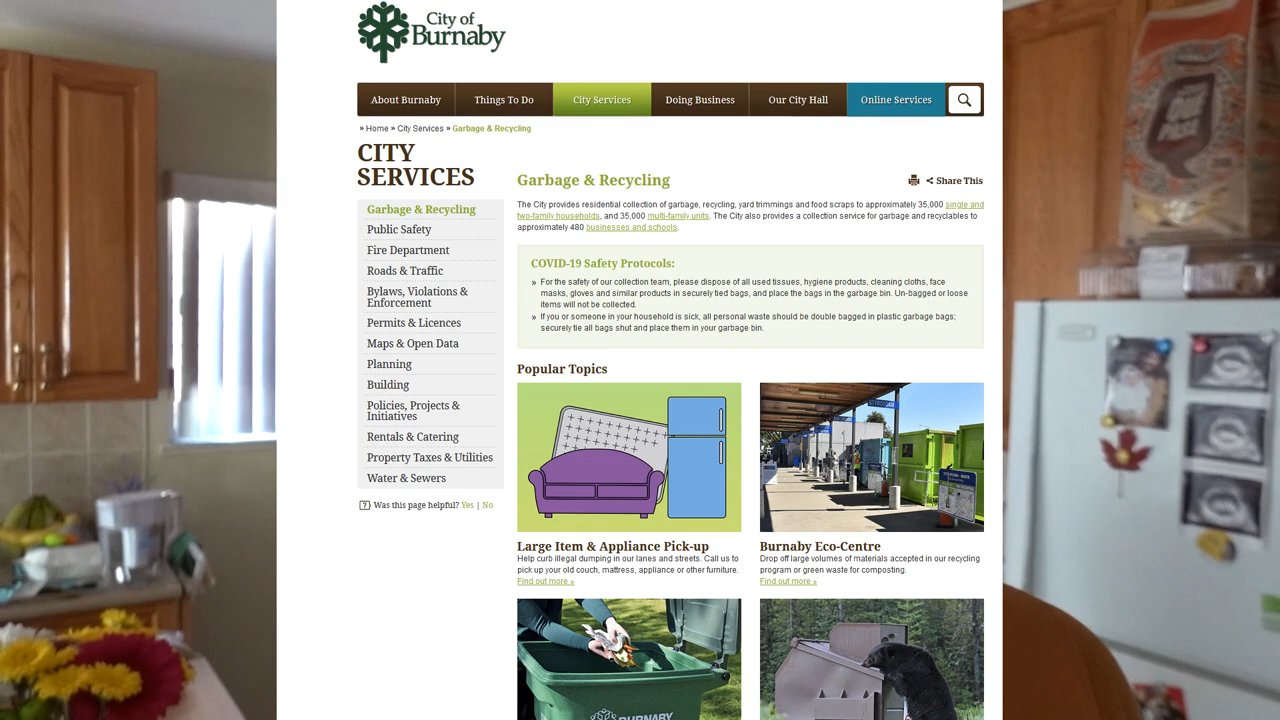 City of
Burnaby
About Burnaby
Things To Do
City Services
Doing Business
Our City Hall
Online Services
» Home » City Services » Garbage & Recycling
CITY
SERVICES
Garbage & Recycling
Public Safety
Fire Department
Roads & Traffic
Bylaws, Violations &
Enforcement
Permits & Licences
Maps & Open Data
Planning
Building
Policies, Projects &
Initiatives
Rentals & Catering
Property Taxes & Utilities
Water & Sewers
Was this page helpful? Yes | No
Garbage & Recycling
Share This
The City provides residential collection of garbage, recycling, yard trimmings and food scraps to approximately 35,000 single and
two-family households, and 35,000 multi-family units. The City also provides a collection service for garbage and recyclables to
approximately 480 businesses and schools.
COVID-19 Safety Protocols:
» For the safety of our collection team, please dispose of all used tissues, hygiene products, cleaning cloths, face
masks, gloves and similar products in securely tied bags, and place the bags in the garbage bin. Un-bagged or loose
items will not be collected.
» If you or someone in your household is sick, all personal waste should be double bagged in plastic garbage bags;
securely tie all bags shut and place them in your garbage bin.
Popular Topics
Large Item & Appliance Pick-up
Help curb illegal dumping in our lanes and streets. Call us to
pick up your old couch, mattress, appliance or other furniture.
Find out more »
Burnaby Eco-Centre
Drop off large volumes of materials accepted in our recycling
program or green waste for composting.
Find out more »
BURNABY